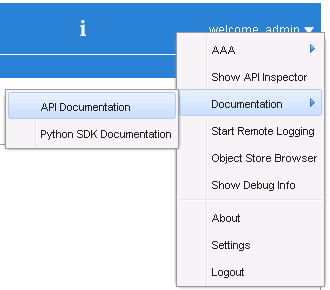 i
welcome, admin
AAA
Show API Inspector
Documentation
API Documentation
Python SDK Documentation
Start Remote Logging
Object Store Browser
Show Debug Info
About
Settings
Logout